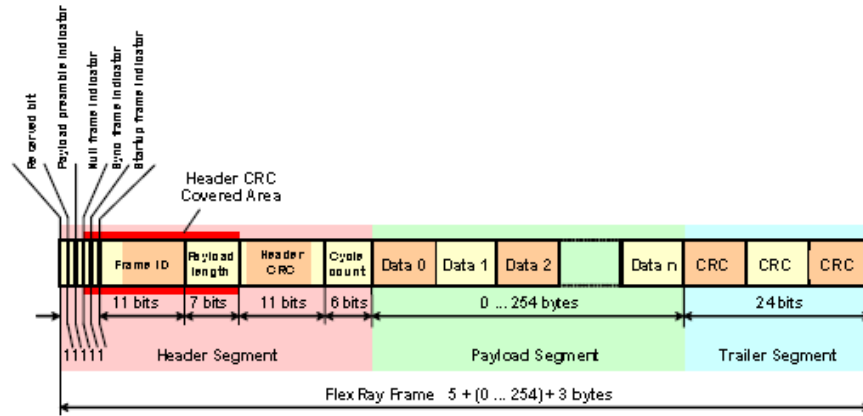 Reserved bit
Payload preamble indicator
Null frame indicator
Sync frame indicator
Startup frame indicator
Header CRC
Covered Area
Frame ID
Payload
length
Header
CRC
Cycle
count
Data 0
Data 1
Data 2
Data n
CRC
CRC
CRC
11 bits
7 bits
11 bits
6 bits
0 ... 254 bytes
24 bits
11111
Header Segment
Payload Segment
Trailer Segment
Flex Ray Frame 5 + (0 ... 254) + 3 bytes